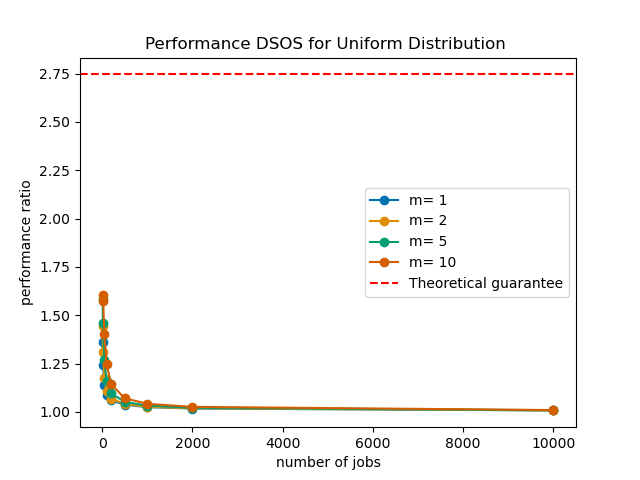 Performance DSOS for Uniform Distribution
performance ratio
2.75
2.50
2.25
2.00
1.75
1.50
1.25
1.00
m= 1
m= 2
m= 5
m= 10
Theoretical guarantee
0 2000 4000 6000 8000 10000
number of jobs